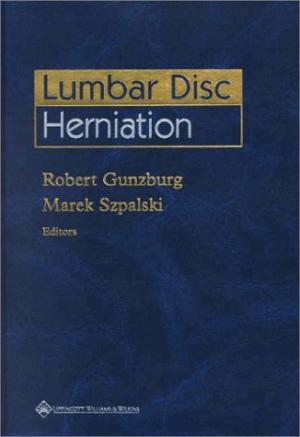 Lumbar Disc
Herniation
Robert Gunzburg
Marek Szpalski
Editors
LIPPINCOTT WILLIAMS & WILKINS